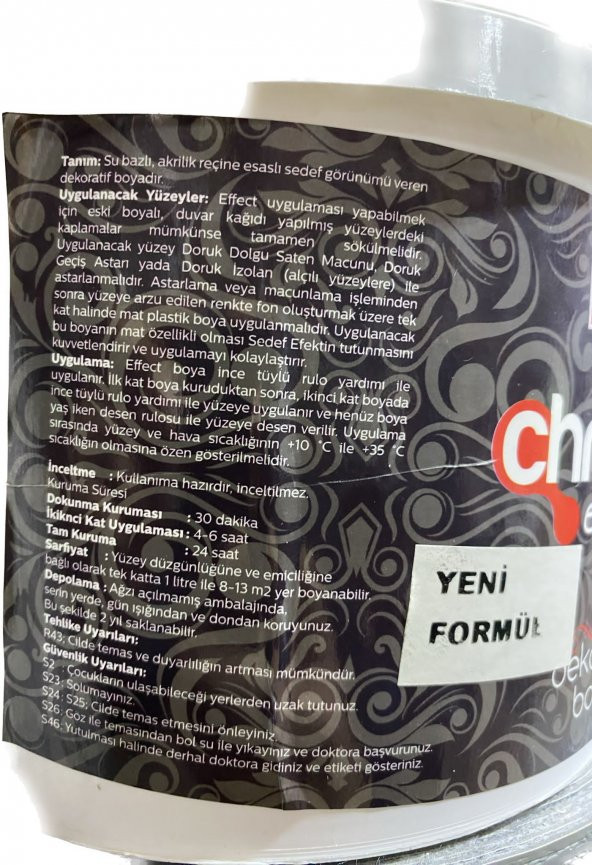 Tanım: Su bazlı, akrilik reçine esaslı sedef görünümü veren
dekoratif boyadır.
Uygulanacak Yüzeyler: Effect uygulaması yapabilmek
için eski boyalı, duvar kağıdı yapılmış yüzeylerdeki
kaplamalar mümkünse tamamen sökülmelidir.
Uygulanacak yüzey Doruk Dolgu Saten Macunu, Doruk
Geçiş Astarı yada Doruk Izolan (alçılı yüzeylere) ile
astarlanmalıdır. Astarlama veya macunlama işleminden
sonra yüzeye arzu edilen renkte fon oluşturmak üzere tek
kat halinde mat plastik boya uygulanmalıdır. Uygulanacak
bu boyanın mat özellikli olması Sedef Efektin tutunmasını
kuvvetlendirir ve uygulamayı kolaylaştırır.
Uygulama: Effect boya ince tüylü rulo yardımı ile
uygulanır. İlk kat boya kuruduktan sonra, ikinci kat boyada
ince tüylü rulo yardımı ile yüzeye uygulanır ve henüz boya
yaş iken desen rulosu ile yüzeye desen verilir. Uygulama
sırasında yüzey ve hava sıcaklığının +10 °C ile +35 °C
sıcaklığın olmasına özen gösterilmelidir.
İnceltme : Kullanıma hazırdır, inceltilmez.
Kuruma Süresi
Dokunma Kuruması : 30 dakika
İkikinci Kat Uygulaması : 4-6 saat
Tam Kuruma : 24 saat
Sarfiyat : Yüzey düzgünlüğüne ve emiciliğine
bağlı olarak tek katta 1 litre ile 8-13 m2 yer boyanabilir.
Depolama : Ağzı açılmamış ambalajında,
serin yerde, gün ışığından ve dondan koruyunuz.
Bu şekilde 2 yıl saklanabilir.
Tehlike Uyarıları:
R43: Cilde temas ve duyarlılığın artması mümkündür.
Güvenlik Uyarıları:
S2 : Çocukların ulaşabileceği yerlerden uzak tutunuz.
S23: Solumayınız.
S24: S25: Cilde temas etmesini önleyiniz.
S26: Göz ile temasından bol su ile yıkayınız ve doktora başvurunuz.
S46: Yutulması halinde derhal doktora gidiniz ve etiketi gösteriniz.
chr
YENİ
FORMÜL